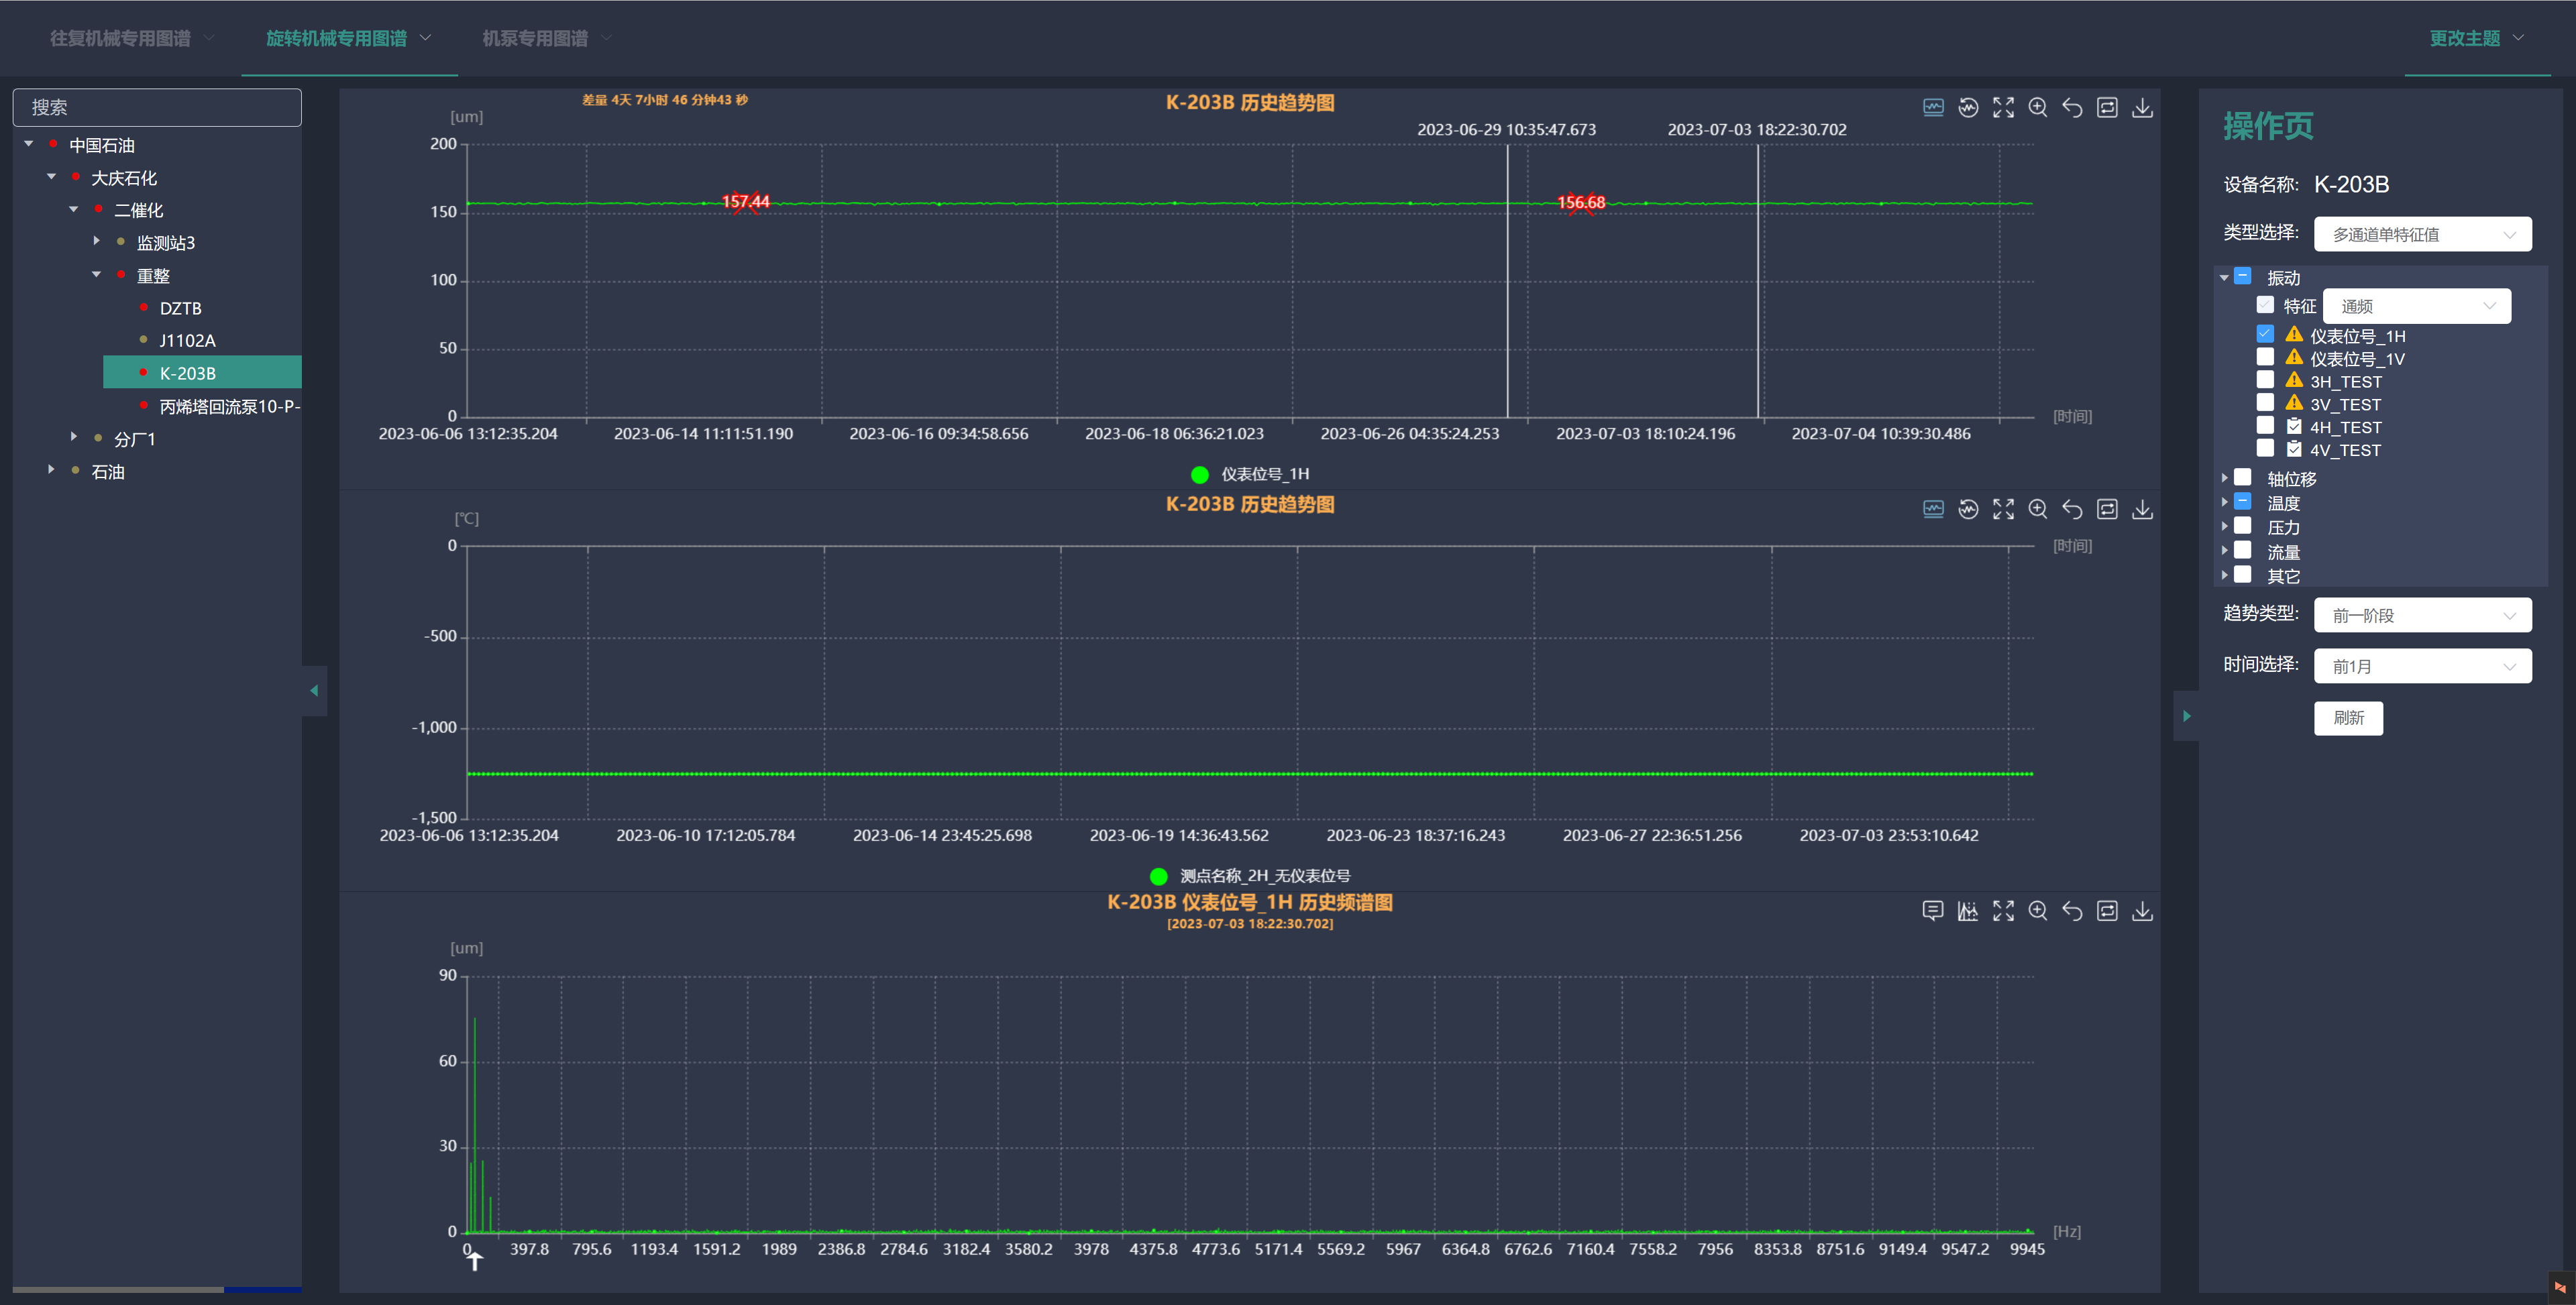 往复机械专用图谱
旋转机械专用图谱
机泵专用图谱
更改主题
搜索
中国石油
大庆石化
二催化
监测站3
重整
DZTB
J1102A
K-203B
丙烯塔回流泵10-P-
分厂1
石油
差量 4天 7小时 46 分钟43 秒
K-203B 历史趋势图
[um]
2023-06-29 10:35:47.673
2023-07-03 18:22:30.702
200
150
100
50
0
157.44
156.68
[时间]
2023-06-06 13:12:35.204
2023-06-14 11:11:51.190
2023-06-16 09:34:58.656
2023-06-18 06:36:21.023
2023-06-26 04:35:24.253
2023-07-03 18:10:24.196
2023-07-04 10:39:30.486
仪表位号_1H
K-203B 历史趋势图
[℃]
0
-500
-1,000
-1,500
[时间]
2023-06-06 13:12:35.204
2023-06-10 17:12:05.784
2023-06-14 23:45:25.698
2023-06-19 14:36:43.562
2023-06-23 18:37:16.243
2023-06-27 22:36:51.256
2023-07-03 23:53:10.642
测点名称_2H_无仪表位号
K-203B 仪表位号_1H 历史频谱图
[2023-07-03 18:22:30.702]
[um]
90
60
30
0
[Hz]
0
397.8
795.6
1193.4
1591.2
1989
2386.8
2784.6
3182.4
3580.2
3978
4375.8
4773.6
5171.4
5569.2
5967
6364.8
6762.6
7160.4
7558.2
7956
8353.8
8751.6
9149.4
9547.2
9945
操作页
设备名称: K-203B
类型选择: 多通道单特征值
振动
特征 通频
仪表位号_1H
仪表位号_1V
3H_TEST
3V_TEST
4H_TEST
4V_TEST
轴位移
温度
压力
流量
其它
趋势类型: 前一阶段
时间选择: 前1月
刷新